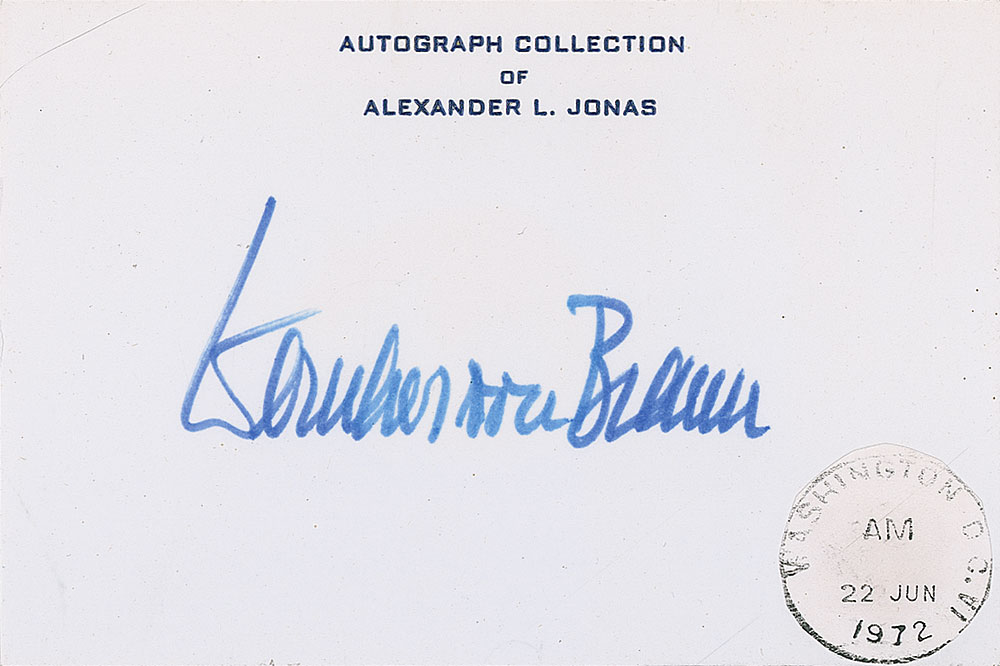 AUTOGRAPH COLLECTION
OF
ALEXANDER L. JONAS
Wernher von Braun
WASHINGTON D.C.
AM
22 JUN
1972